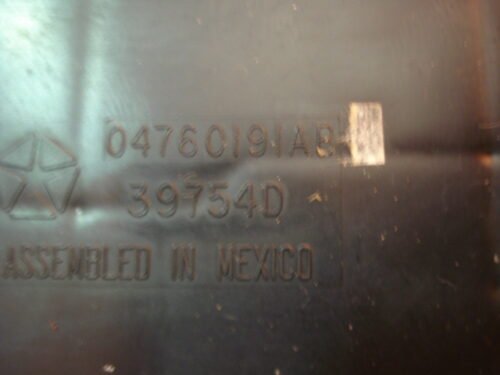 04760191AB
39754D
ASSEMBLED IN MEXICO